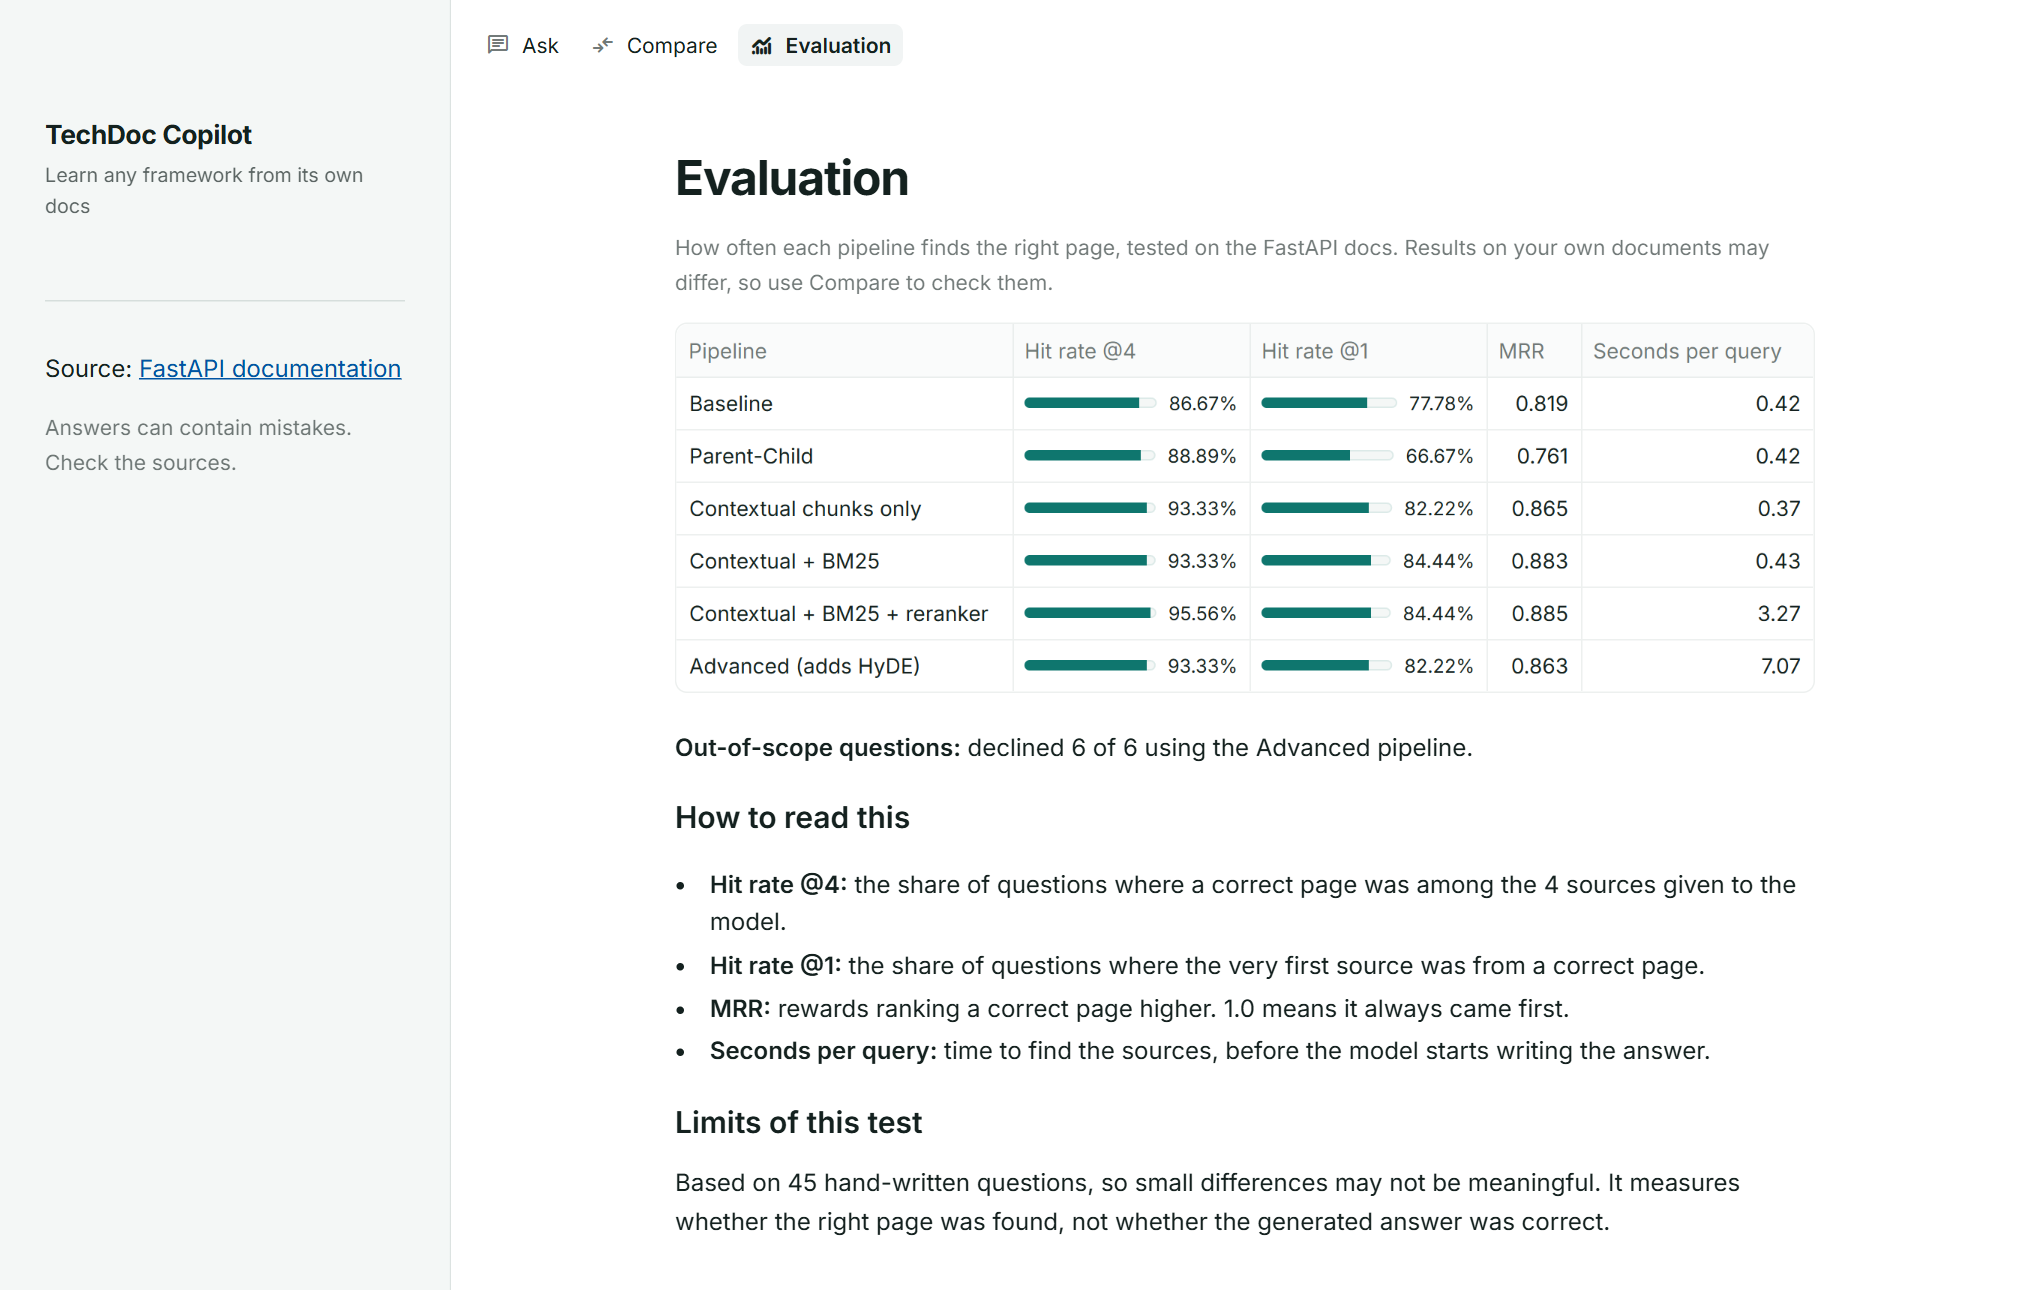 Ask Compare Evaluation
TechDoc Copilot
Learn any framework from its own
docs
Source: FastAPI documentation
Answers can contain mistakes.
Check the sources.
Evaluation
How often each pipeline finds the right page, tested on the FastAPI docs. Results on your own documents may
differ, so use Compare to check them.
Pipeline Hit rate @4 Hit rate @1 MRR Seconds per query
Baseline 86.67% 77.78% 0.819 0.42
Parent-Child 88.89% 66.67% 0.761 0.42
Contextual chunks only 93.33% 82.22% 0.865 0.37
Contextual + BM25 93.33% 84.44% 0.883 0.43
Contextual + BM25 + reranker 95.56% 84.44% 0.885 3.27
Advanced (adds HyDE) 93.33% 82.22% 0.863 7.07
Out-of-scope questions: declined 6 of 6 using the Advanced pipeline.
How to read this
• Hit rate @4: the share of questions where a correct page was among the 4 sources given to the
model.
• Hit rate @1: the share of questions where the very first source was from a correct page.
• MRR: rewards ranking a correct page higher. 1.0 means it always came first.
• Seconds per query: time to find the sources, before the model starts writing the answer.
Limits of this test
Based on 45 hand-written questions, so small differences may not be meaningful. It measures
whether the right page was found, not whether the generated answer was correct.